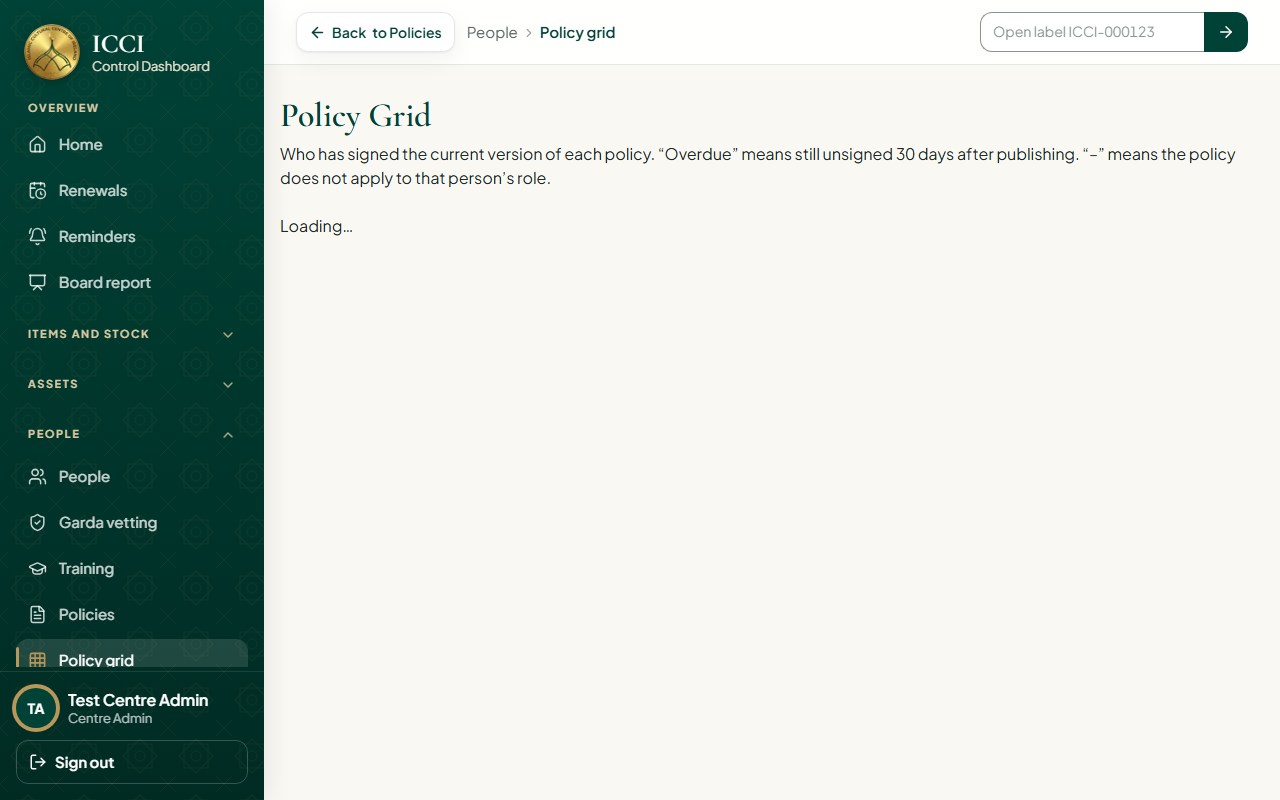 ICCI
Control Dashboard
OVERVIEW
Home
Renewals
Reminders
Board report
ITEMS AND STOCK
ASSETS
PEOPLE
People
Garda vetting
Training
Policies
Policy grid
TA
Test Centre Admin
Centre Admin
Sign out
Back to Policies
People > Policy grid
Open label ICCI-000123
Policy Grid
Who has signed the current version of each policy. “Overdue” means still unsigned 30 days after publishing. “–” means the policy
does not apply to that person’s role.
Loading…